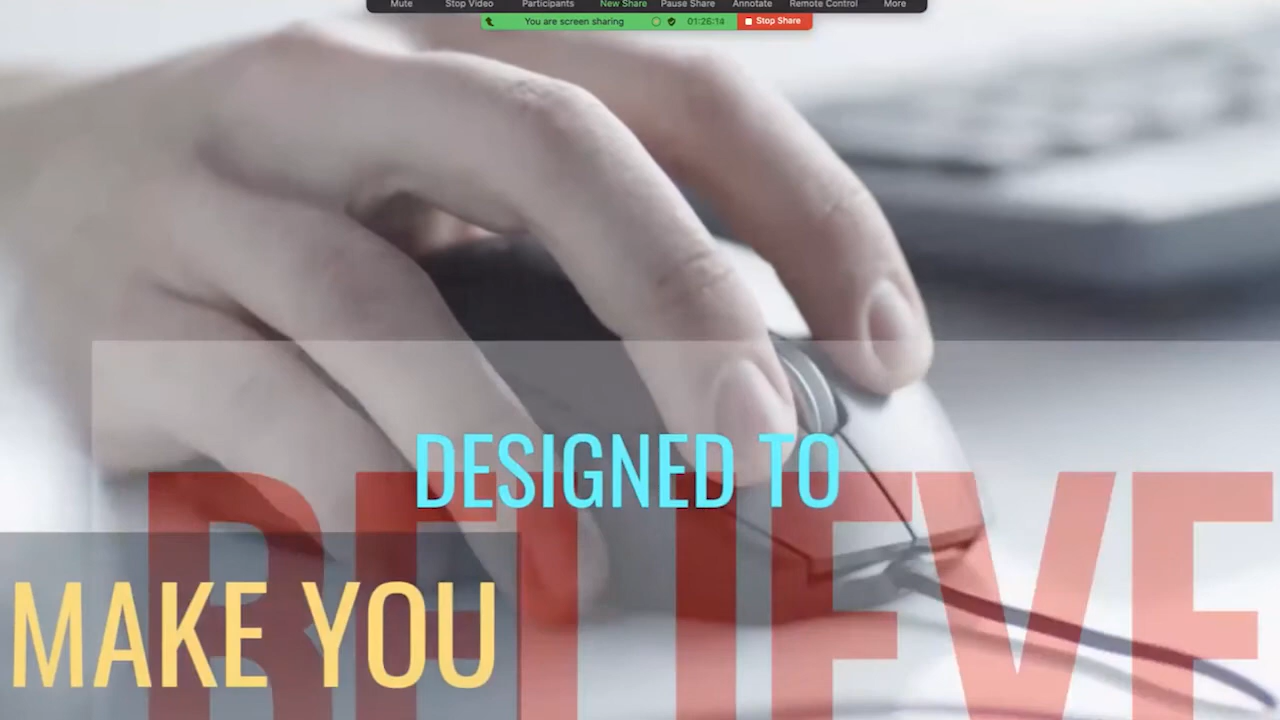 Mute Stop Video Participants New Share Pause Share Annotate Remote Control More
You are screen sharing 01:26:14 Stop Share
DESIGNED TO
BELIEVE
MAKE YOU